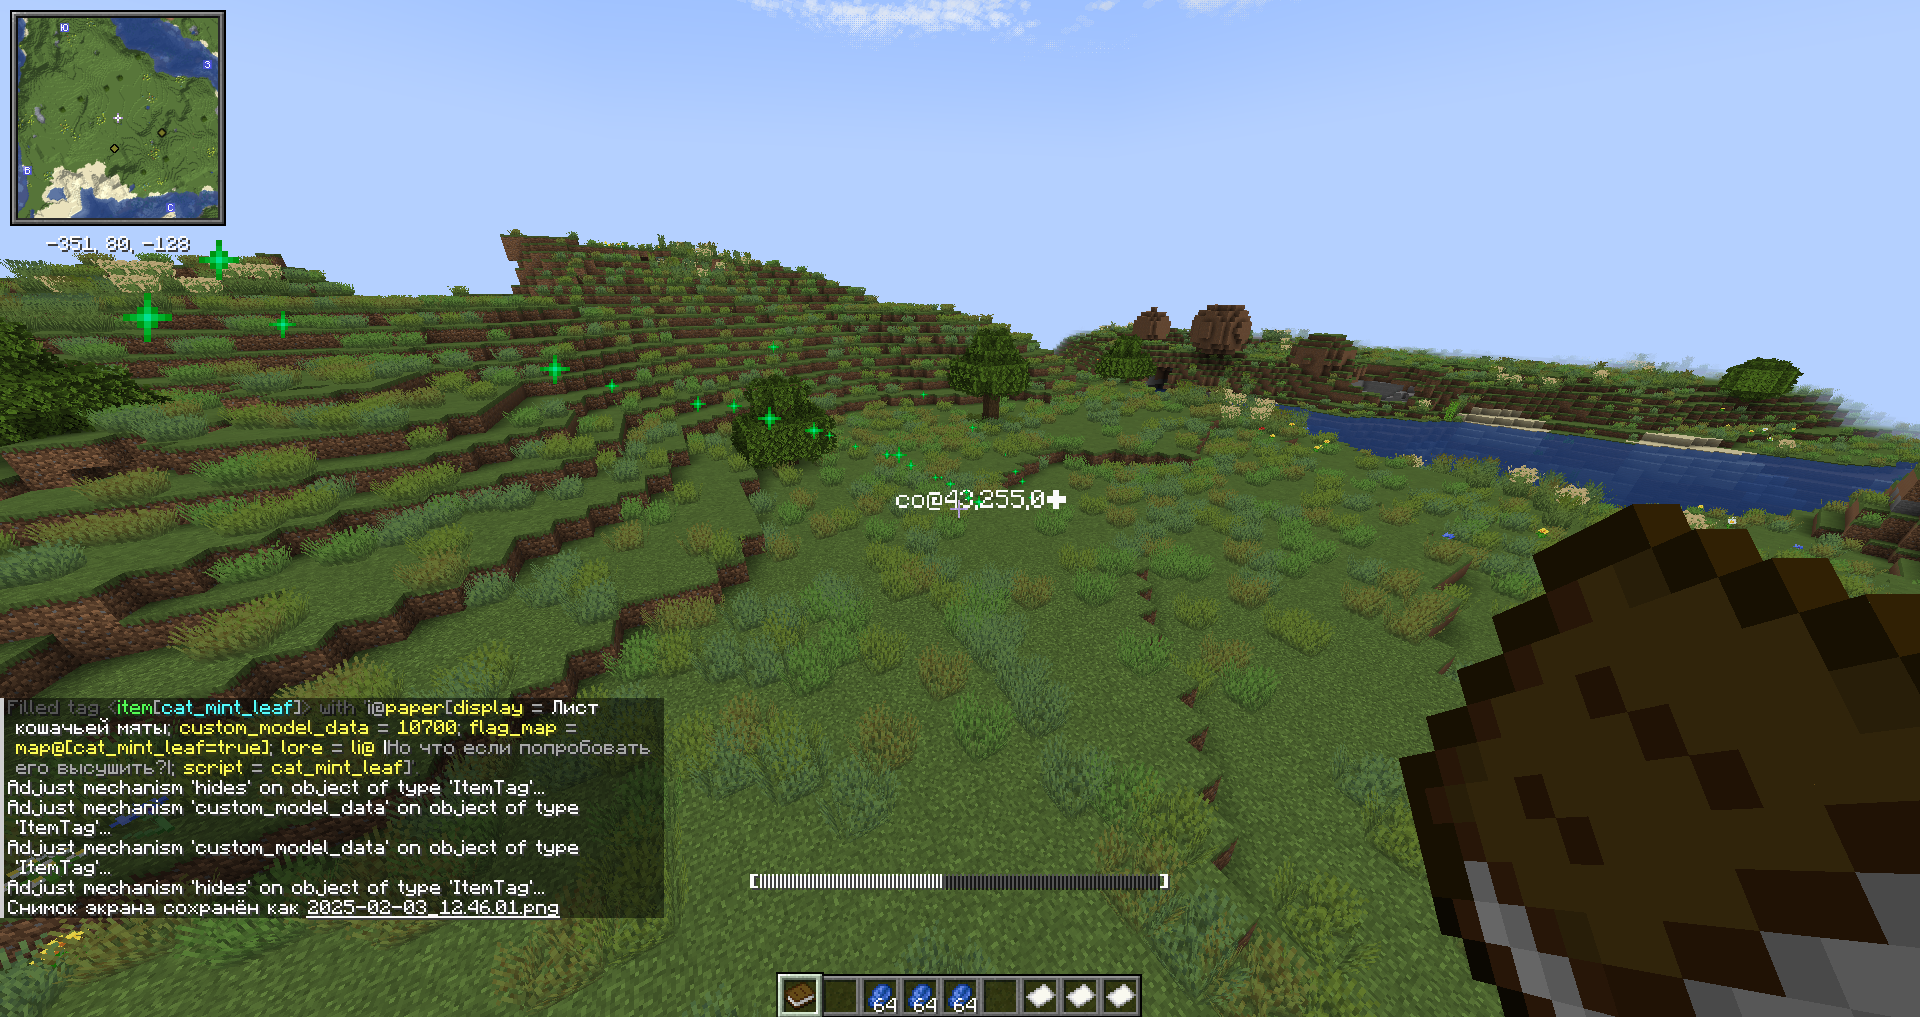 Ю
З
В
С
-351, 80, -128
co@43,255,0✚
Filled tag <item[cat_mint_leaf]> with 'i@paper[display = Лист
кошачьей мяты; custom_model_data = 10700; flag_map =
map@[cat_mint_leaf=true]; lore = li@ |Но что если попробовать
его высушить?|; script = cat_mint_leaf]'.
Adjust mechanism 'hides' on object of type 'ItemTag'...
Adjust mechanism 'custom_model_data' on object of type
'ItemTag'...
Adjust mechanism 'custom_model_data' on object of type
'ItemTag'...
Adjust mechanism 'hides' on object of type 'ItemTag'...
Снимок экрана сохранён как 2025-02-03_12.46.01.png
64 64 64